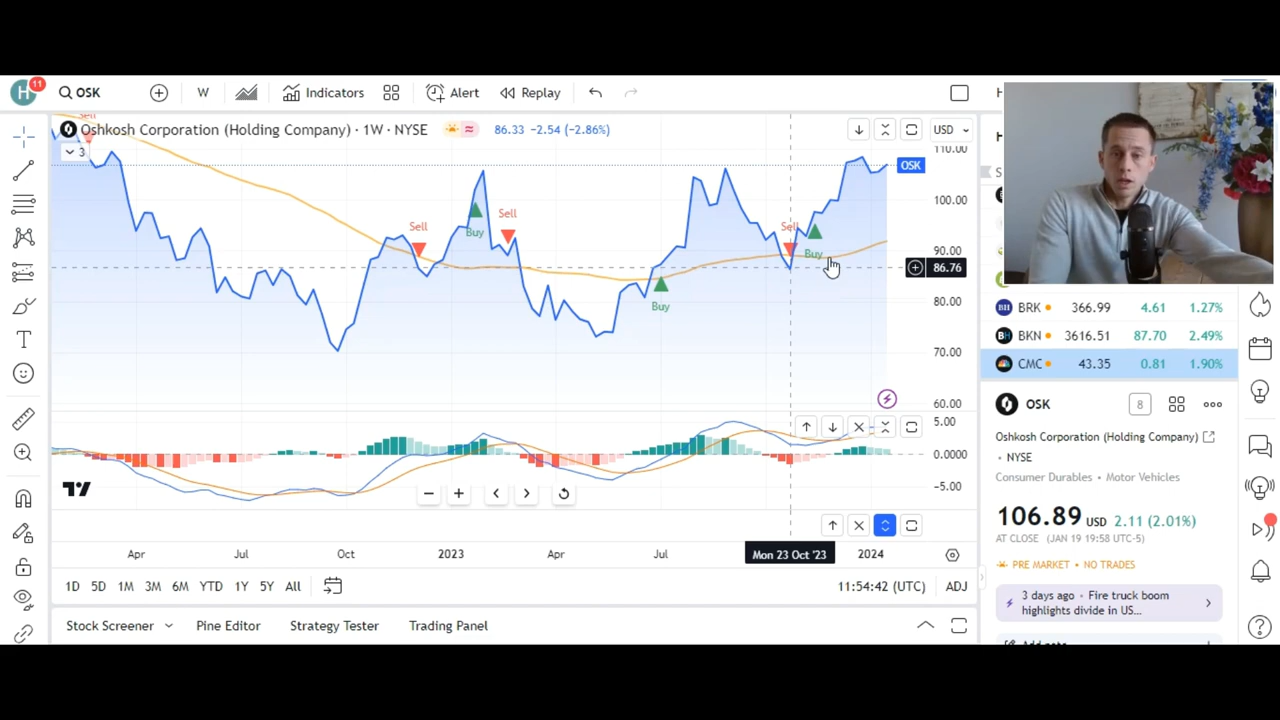 H 11 OSK W Indicators Alert Replay
Sell
Oshkosh Corporation (Holding Company) · 1W · NYSE 86.33 -2.54 (-2.86%) USD
3
110.00
OSK
100.00
90.00
86.76
80.00
70.00
60.00
Sell
Buy
Sell
Buy
Sell
Buy
5.00
0.0000
-5.00
Apr Jul Oct 2023 Apr Jul Mon 23 Oct '23 2024
1D 5D 1M 3M 6M YTD 1Y 5Y All 11:54:42 (UTC) ADJ
Stock Screener Pine Editor Strategy Tester Trading Panel
BRK 366.99 4.61 1.27%
BKN 3616.51 87.70 2.49%
CMC 43.35 0.81 1.90%
OSK 8
Oshkosh Corporation (Holding Company)
• NYSE
Consumer Durables • Motor Vehicles
106.89 USD 2.11 (2.01%)
AT CLOSE (JAN 19 19:58 UTC-5)
PRE MARKET • NO TRADES
3 days ago • Fire truck boom
highlights divide in US...